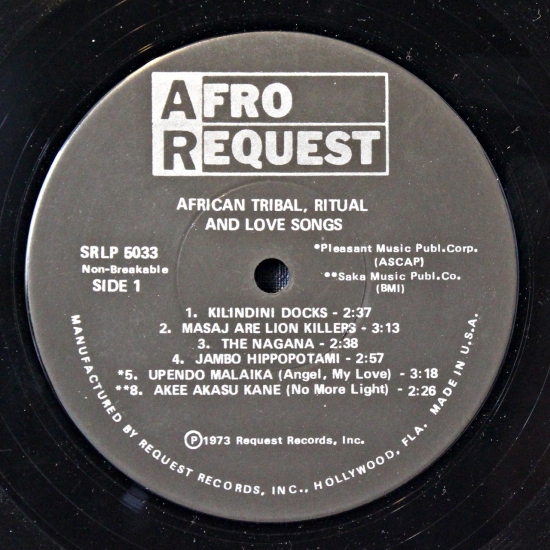 AFRO
REQUEST
AFRICAN TRIBAL, RITUAL
AND LOVE SONGS
SRLP 5033
Non-Breakable
SIDE 1
*Pleasant Music Publ.Corp.
(ASCAP)
**Saka Music Publ.Co.
(BMI)
1. KILINDINI DOCKS - 2:37
2. MASAJ ARE LION KILLERS - 3:13
3. THE NAGANA - 2:38
4. JAMBO HIPPOPOTAMI - 2:57
*5. UPENDO MALAIKA (Angel, My Love) - 3:18
**8. AKEE AKASU KANE (No More Light) - 2:26
Ⓟ1973 Request Records, Inc.
MANUFACTURED BY REQUEST RECORDS, INC., HOLLYWOOD, FLA. MADE IN U.S.A.